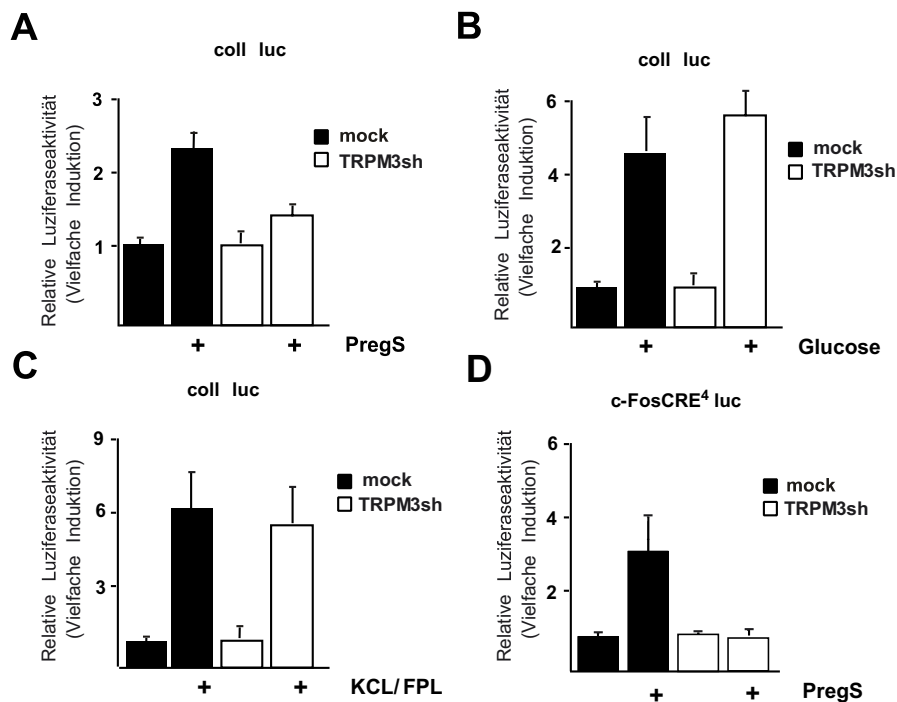 A
coll luc
Relative Luziferaseaktivität
(Vielfache Induktion)
3
2
1
mock
TRPM3sh
+ + PregS
B
coll luc
Relative Luziferaseaktivität
(Vielfache Induktion)
6
4
2
mock
TRPM3sh
+ + Glucose
C
coll luc
Relative Luziferaseaktivität
(Vielfache Induktion)
9
6
3
mock
TRPM3sh
+ + KCL/FPL
D
c-FosCRE⁴ luc
Relative Luziferaseaktivität
(Vielfache Induktion)
6
4
2
mock
TRPM3sh
+ + PregS